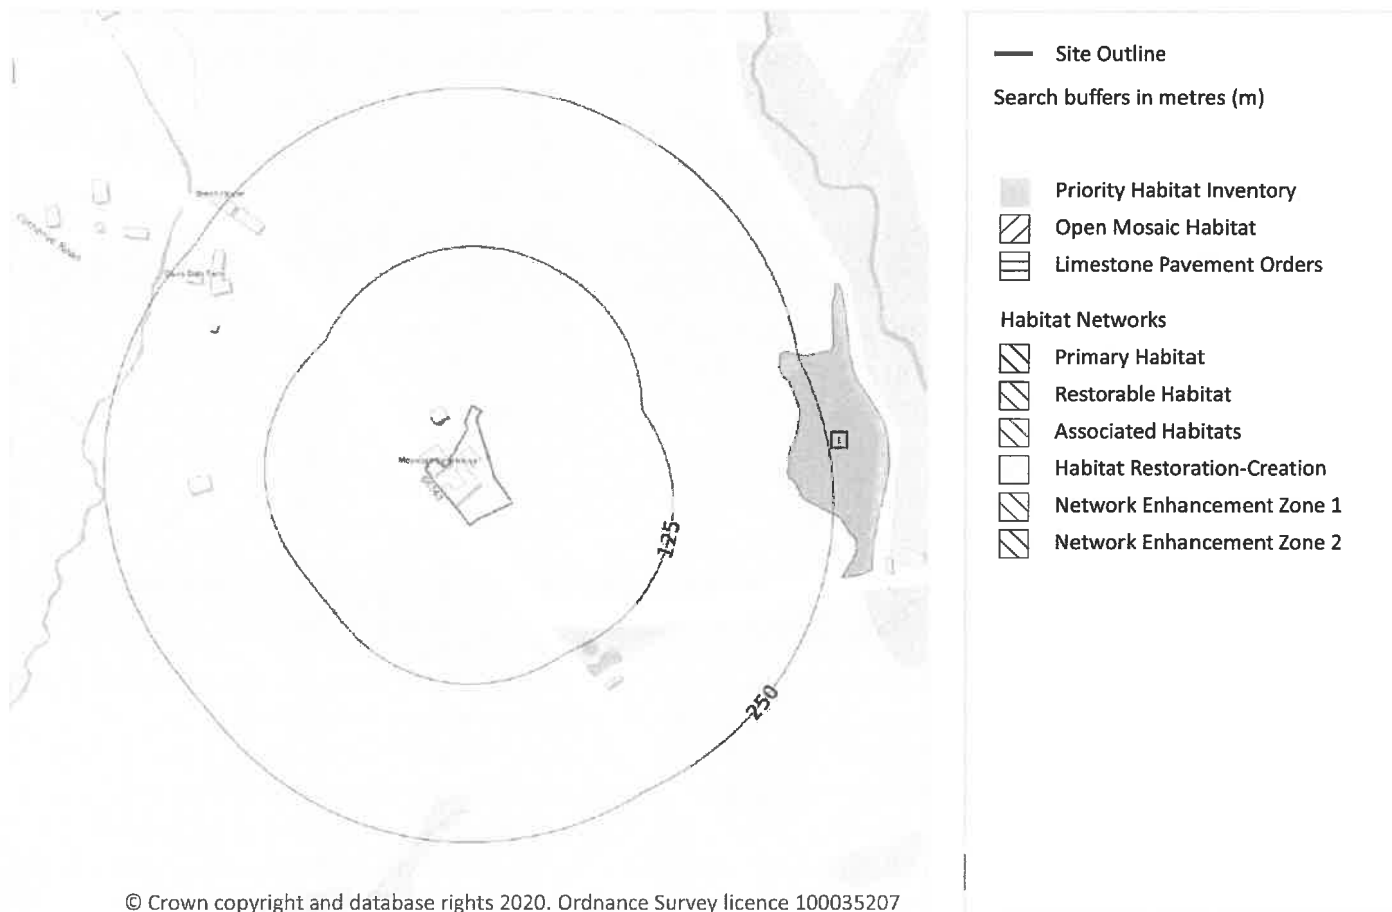 Site Outline
Search buffers in metres (m)
Priority Habitat Inventory
Open Mosaic Habitat
Limestone Pavement Orders
Habitat Networks
Primary Habitat
Restorable Habitat
Associated Habitats
Habitat Restoration-Creation
Network Enhancement Zone 1
Network Enhancement Zone 2
125
250
© Crown copyright and database rights 2020. Ordnance Survey licence 100035207